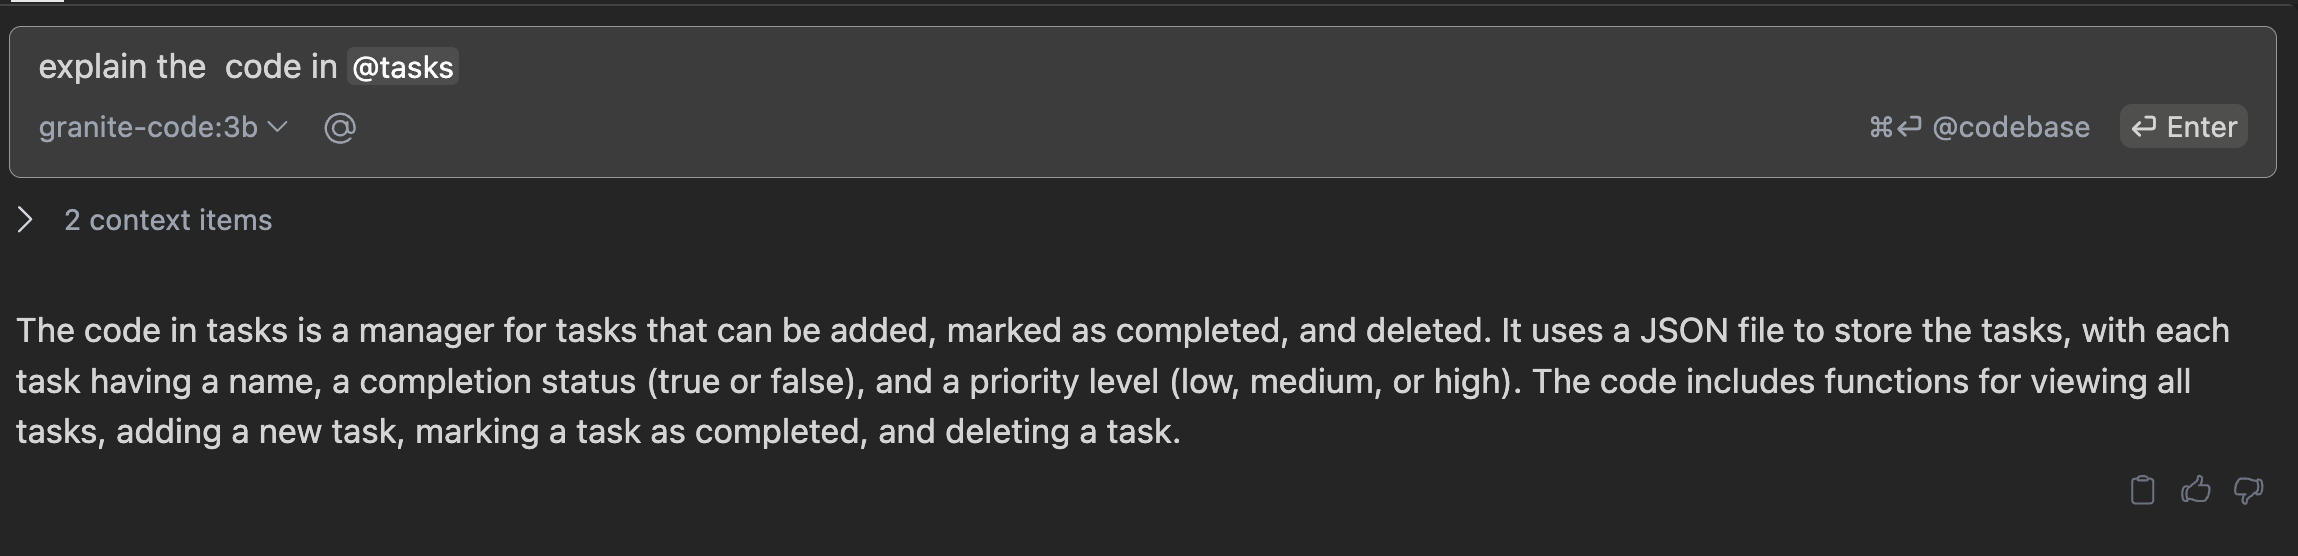 explain the  code in @tasks
granite-code:3b @ ⌘⏎ @codebase ⏎ Enter
2 context items
The code in tasks is a manager for tasks that can be added, marked as completed, and deleted. It uses a JSON file to store the tasks, with each
task having a name, a completion status (true or false), and a priority level (low, medium, or high). The code includes functions for viewing all
tasks, adding a new task, marking a task as completed, and deleting a task.